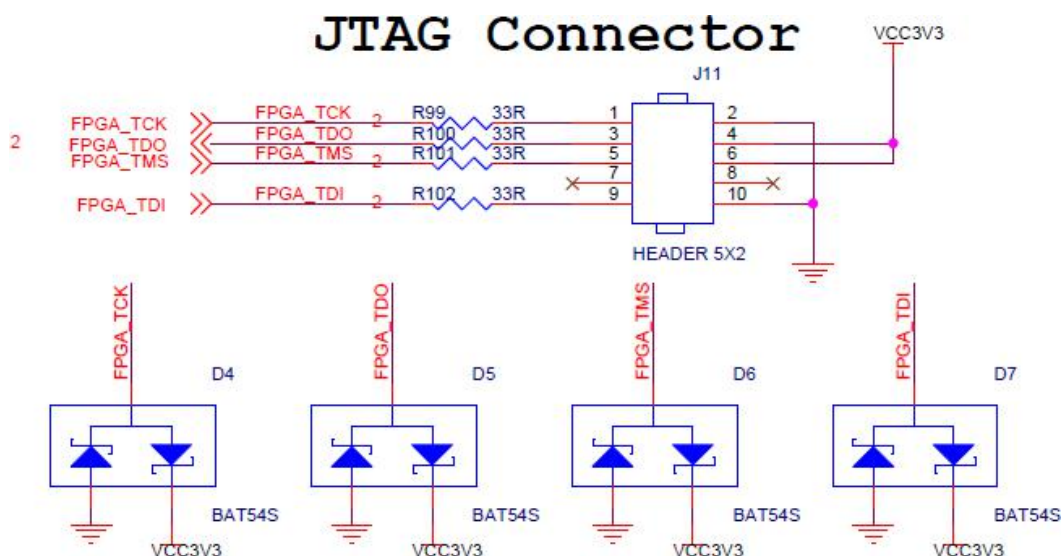 JTAG Connector
VCC3V3
J11
FPGA_TCK FPGA_TCK 2 R99 33R 1 2
2 FPGA_TDO FPGA_TDO R100 33R 3 4
FPGA_TMS FPGA_TMS 2 R101 33R 5 6
7 8
FPGA_TDI FPGA_TDI 2 R102 33R 9 10
HEADER 5X2
FPGA_TCK FPGA_TDO FPGA_TMS FPGA_TDI
D4 D5 D6 D7
BAT54S BAT54S BAT54S BAT54S
VCC3V3 VCC3V3 VCC3V3 VCC3V3